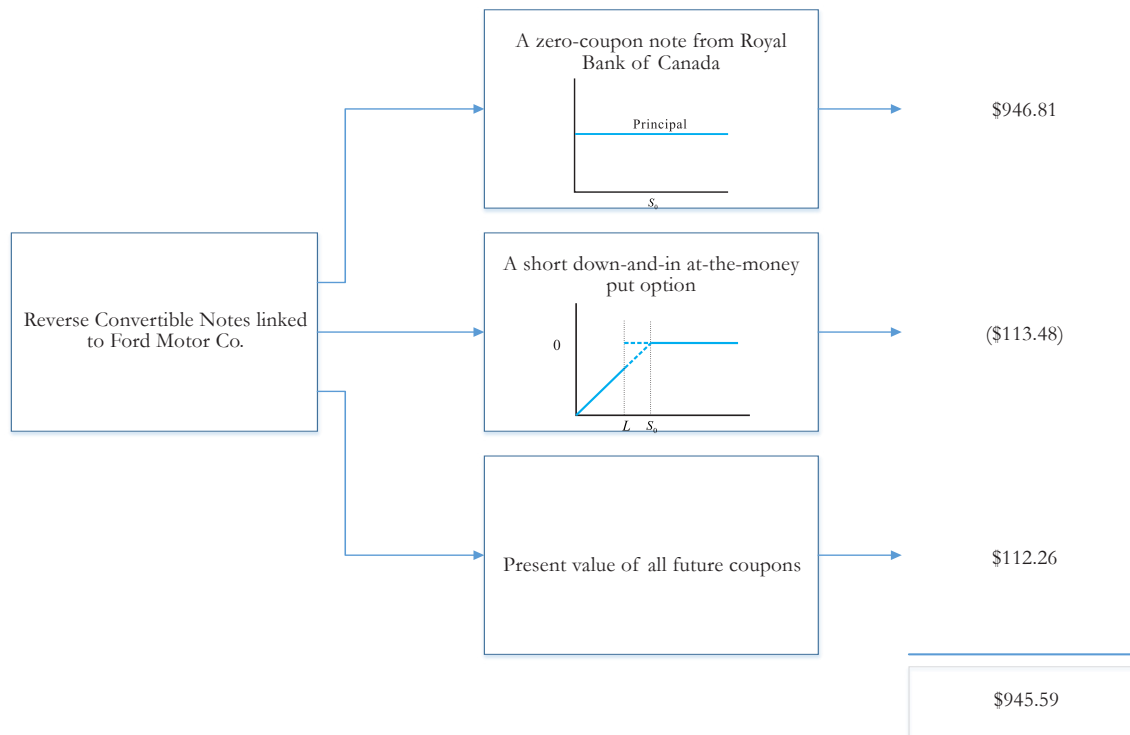 A zero-coupon note from Royal
Bank of Canada
Principal
S₀
$946.81
Reverse Convertible Notes linked
to Ford Motor Co.
A short down-and-in at-the-money
put option
0
L S₀
($113.48)
Present value of all future coupons
$112.26
$945.59